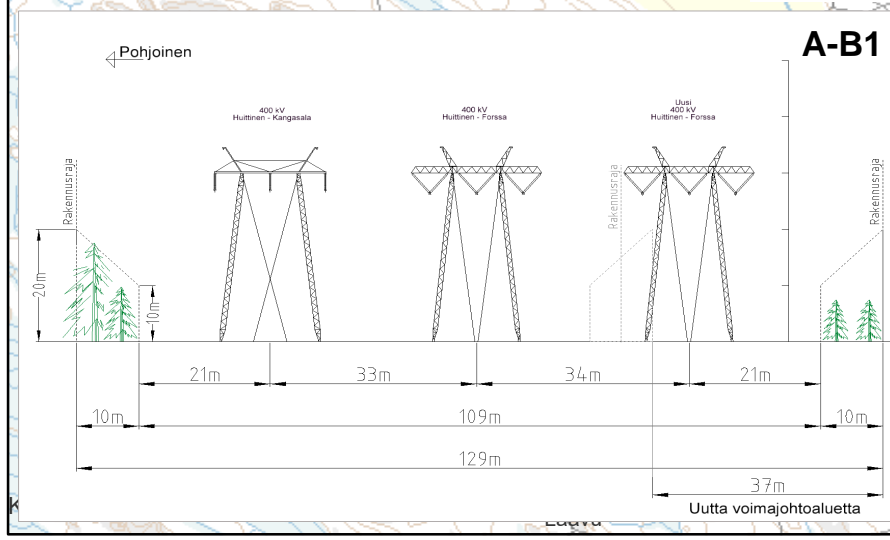 A-B1
Pohjoinen
400 kV
Huittinen - Kangasala
400 kV
Huittinen - Forssa
Uusi
400 kV
Huittinen - Forssa
Rakennusraja
Rakennusraja
Rakennusraja
20m
10m
21m
33m
34m
21m
10m
109m
10m
129m
37m
Uutta voimajohtoaluetta